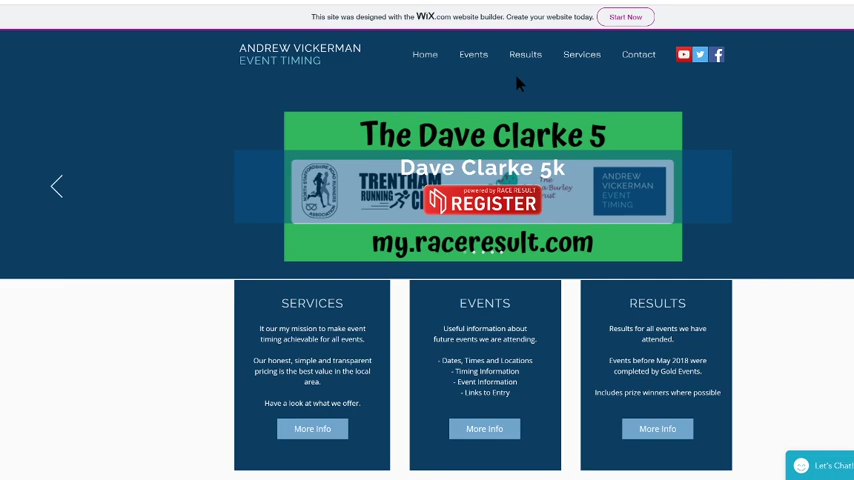 This site was designed with the WiX.com website builder. Create your website today. Start Now
ANDREW VICKERMAN
EVENT TIMING
Home Events Results Services Contact
The Dave Clarke 5
Dave Clarke 5k
TRENTHAM
RUNNING
ANDREW
VICKERMAN
EVENT
TIMING
powered by RACE RESULT
REGISTER
my.raceresult.com
SERVICES
It our my mission to make event
timing achievable for all events.
Our honest, simple and transparent
pricing is the best value in the local
area.
Have a look at what we offer.
More Info
EVENTS
Useful information about
future events we are attending.
- Dates, Times and Locations
- Timing Information
- Event Information
- Links to Entry
More Info
RESULTS
Results for all events we have
attended.
Events before May 2018 were
completed by Gold Events.
Includes prize winners where possible
More Info
Let's Chat!